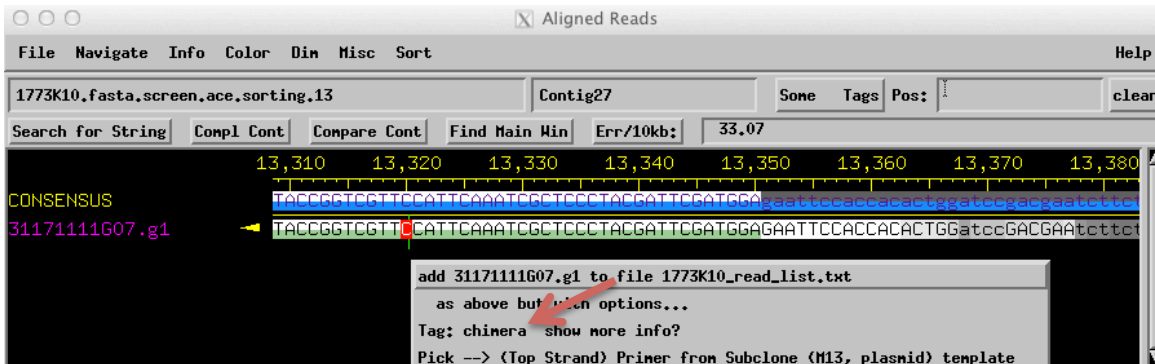 Aligned Reads
File Navigate Info Color Dim Misc Sort Help
1773K10.fasta.screen.ace.sorting.13 Contig27 Some Tags Pos: clear
Search for String Compl Cont Compare Cont Find Main Win Err/10kb: 33.07
13,310 13,320 13,330 13,340 13,350 13,360 13,370 13,380
CONSENSUS TACCGGTCGTTCCATTCAAATCGCTCCCTACGATTCGATGGAgaattccaccacactggatccgacgaatcttct
31171111G07.g1 TACCGGTCGTTCCATTCAAATCGCTCCCTACGATTCGATGGAGAATTCCACCACACTGGatccGACGAAtcttct
add 31171111G07.g1 to file 1773K10_read_list.txt
as above but with options...
Tag: chimera show more info?
Pick --> (Top Strand) Primer from Subclone (M13, plasmid) template